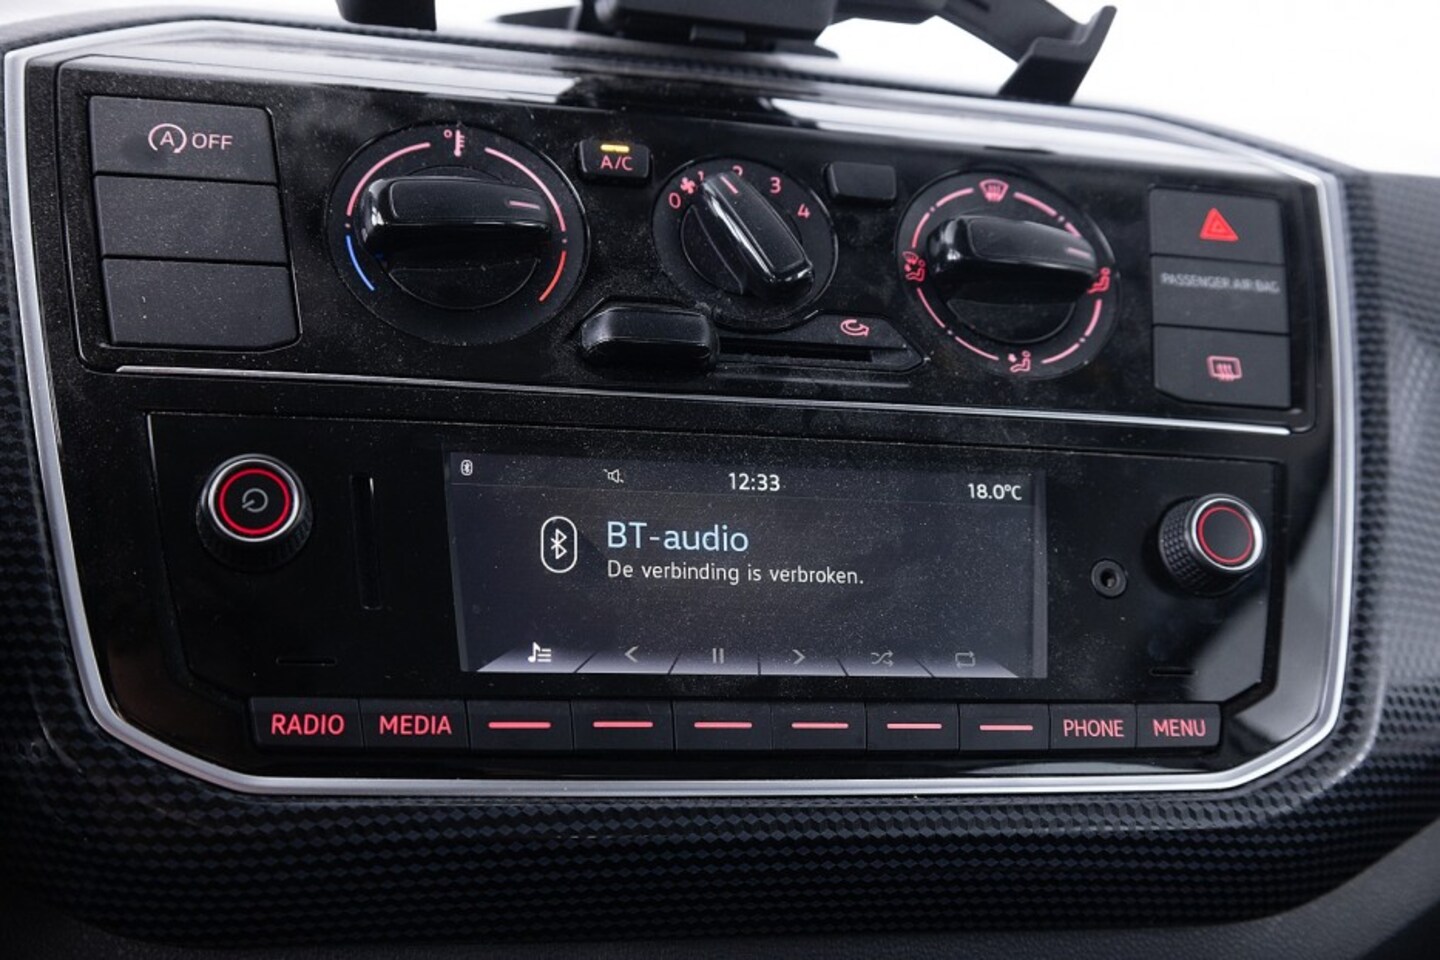 A OFF
A/C
0 1 2 3 4
PASSENGER AIR BAG
12:33
18.0°C
BT-audio
De verbinding is verbroken.
RADIO
MEDIA
PHONE
MENU